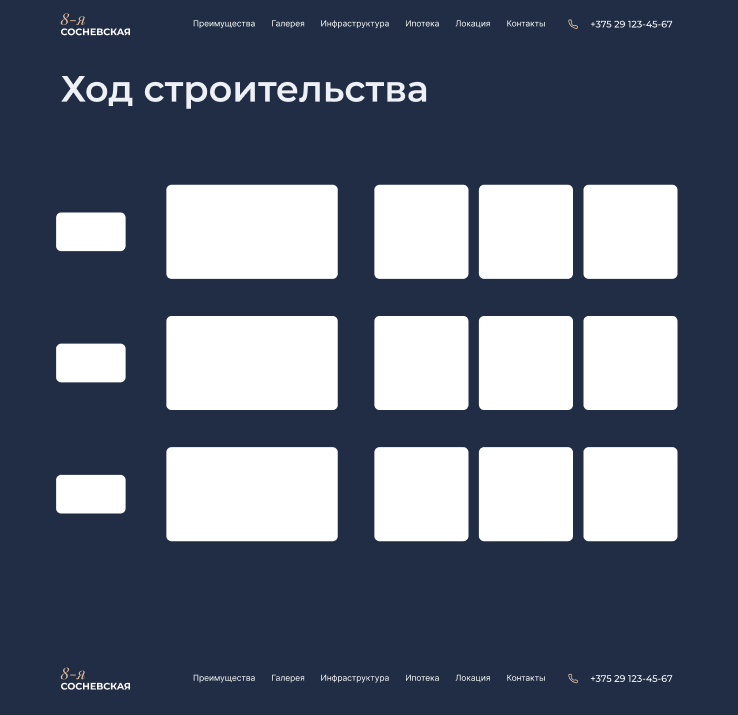 8-я
СОСНЕВСКАЯ
Преимущества Галерея Инфраструктура Ипотека Локация Контакты +375 29 123-45-67
Ход строительства
8-я
СОСНЕВСКАЯ
Преимущества Галерея Инфраструктура Ипотека Локация Контакты +375 29 123-45-67